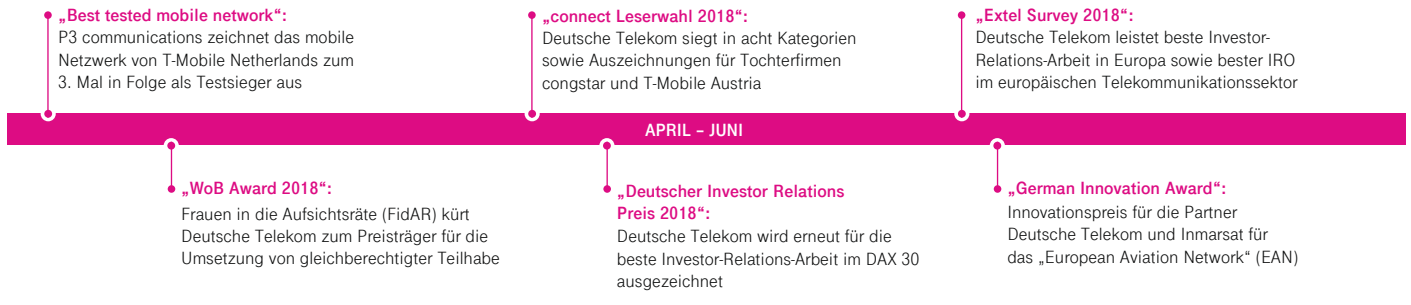 „Best tested mobile network“:
P3 communications zeichnet das mobile
Netzwerk von T-Mobile Netherlands zum
3. Mal in Folge als Testsieger aus
„connect Leserwahl 2018“:
Deutsche Telekom siegt in acht Kategorien
sowie Auszeichnungen für Tochterfirmen
congstar und T-Mobile Austria
„Extel Survey 2018“:
Deutsche Telekom leistet beste Investor-
Relations-Arbeit in Europa sowie bester IRO
im europäischen Telekommunikationssektor
APRIL – JUNI
„WoB Award 2018“:
Frauen in die Aufsichtsräte (FidAR) kürt
Deutsche Telekom zum Preisträger für die
Umsetzung von gleichberechtigter Teilhabe
„Deutscher Investor Relations
Preis 2018“:
Deutsche Telekom wird erneut für die
beste Investor-Relations-Arbeit im DAX 30
ausgezeichnet
„German Innovation Award“:
Innovationspreis für die Partner
Deutsche Telekom und Inmarsat für
das „European Aviation Network“ (EAN)